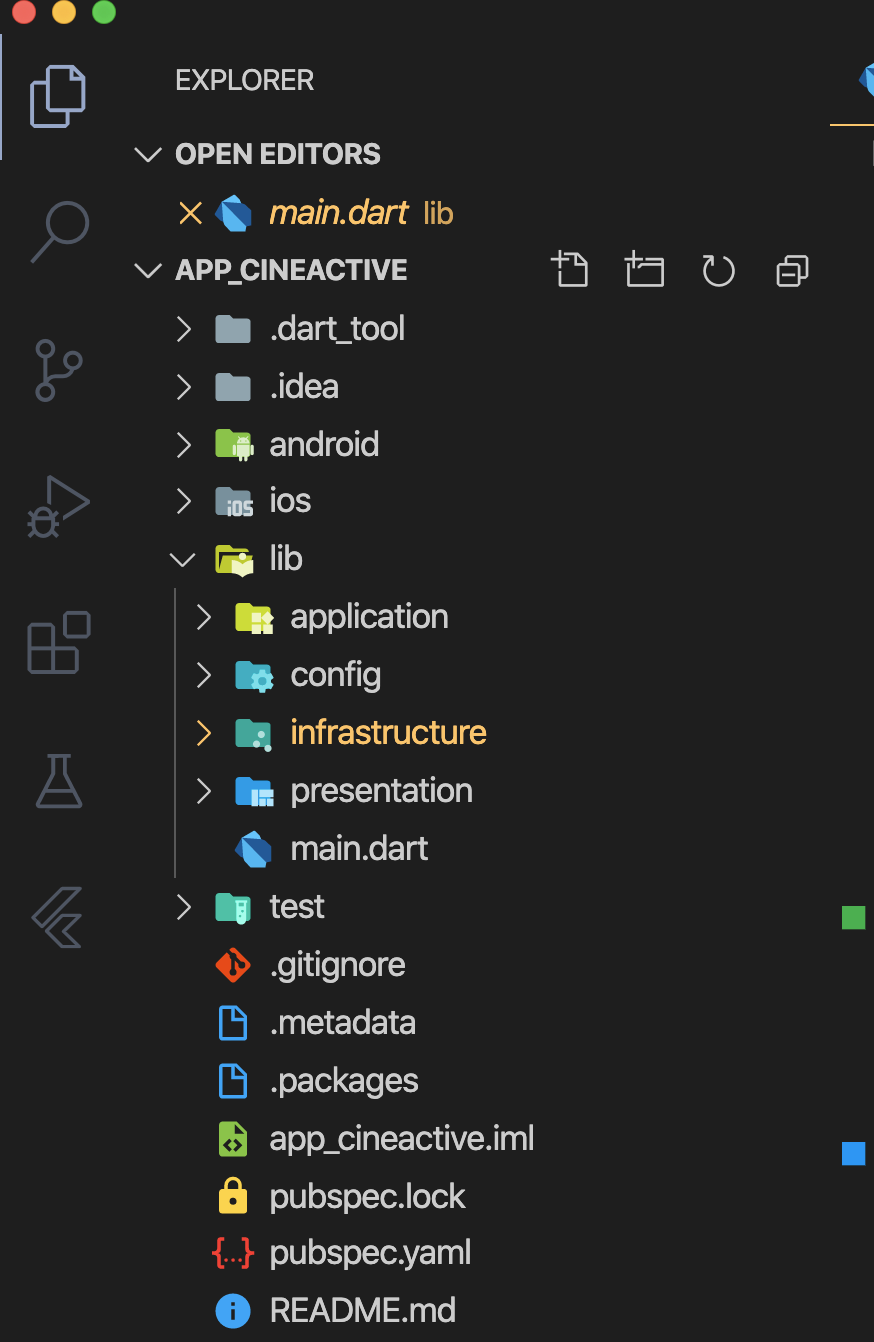 EXPLORER
OPEN EDITORS
main.dart lib
APP_CINEACTIVE
.dart_tool
.idea
android
iOS ios
lib
application
config
infrastructure
presentation
main.dart
test
.gitignore
.metadata
.packages
app_cineactive.iml
pubspec.lock
{...} pubspec.yaml
README.md